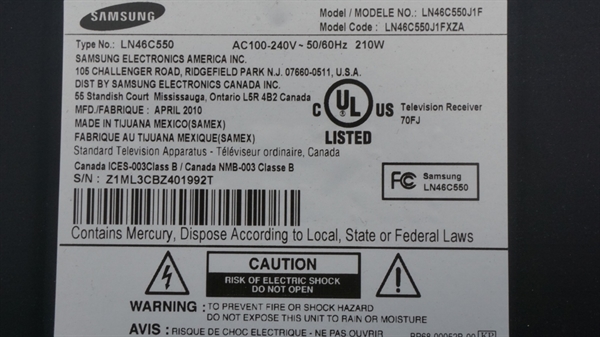 SAMSUNG
Model / MODELE NO.: LN46C550J1F
Model Code : LN46C550J1FXZA
Type No.: LN46C550 AC100-240V~ 50/60Hz 210W
SAMSUNG ELECTRONICS AMERICA INC.
105 CHALLENGER ROAD, RIDGEFIELD PARK N.J. 07660-0511, U.S.A.
DIST BY SAMSUNG ELECTRONICS CANADA INC.
55 Standish Court Mississauga, Ontario L5R 4B2 Canada
MFD./FABRIQUE : APRIL 2010
MADE IN TIJUANA MEXICO(SAMEX)
FABRIQUE AU TIJUANA MEXIQUE(SAMEX)
Standard Television Apparatus - Téléviseur ordinaire, Canada
C UL US
LISTED
Television Receiver
70FJ
Canada ICES-003Class B / Canada NMB-003 Classe B
S/N : Z1ML3CBZ401992T
FC Samsung
LN46C550
Contains Mercury, Dispose According to Local, State or Federal Laws
CAUTION
RISK OF ELECTRIC SHOCK
DO NOT OPEN
WARNING : TO PREVENT FIRE OR SHOCK HAZARD
DO NOT EXPOSE THIS UNIT TO RAIN OR MOISTURE
AVIS : RISQUE DE CHOC ELECTRIQUE - NE PAS OUVRIR